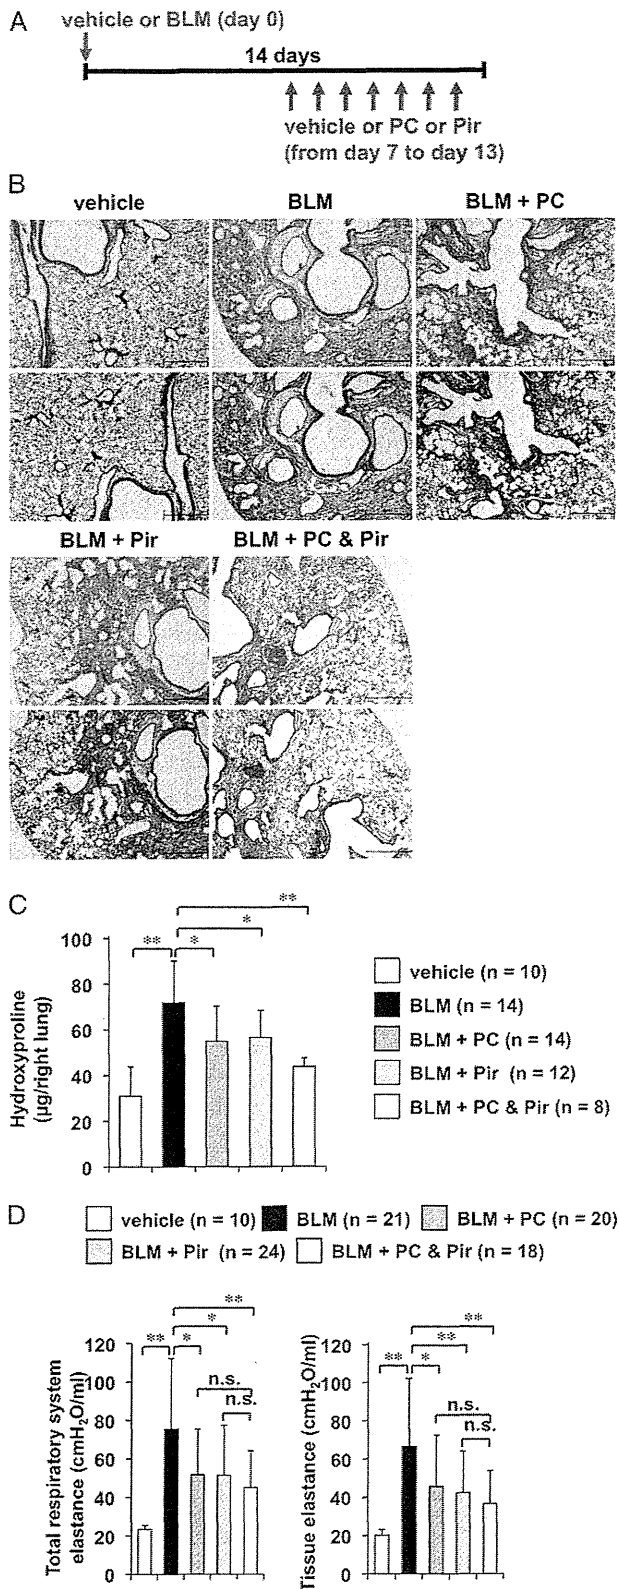 A
vehicle or BLM (day 0)
14 days
vehicle or PC or Pir
(from day 7 to day 13)
B
vehicle BLM BLM + PC
BLM + Pir BLM + PC & Pir
C
** 
*
** *
100
80
60
40
20
0
Hydroxyproline
(μg/right lung)
vehicle (n = 10)
BLM (n = 14)
BLM + PC (n = 14)
BLM + Pir (n = 12)
BLM + PC & Pir (n = 8)
D
vehicle (n = 10) BLM (n = 21) BLM + PC (n = 20)
BLM + Pir (n = 24) BLM + PC & Pir (n = 18)
**
*
** *
n.s.
n.s.
120
100
80
60
40
20
0
Total respiratory system
elastance (cmH2O/ml)
**
**
** *
n.s.
n.s.
120
100
80
60
40
20
0
Tissue elastance (cmH2O/ml)